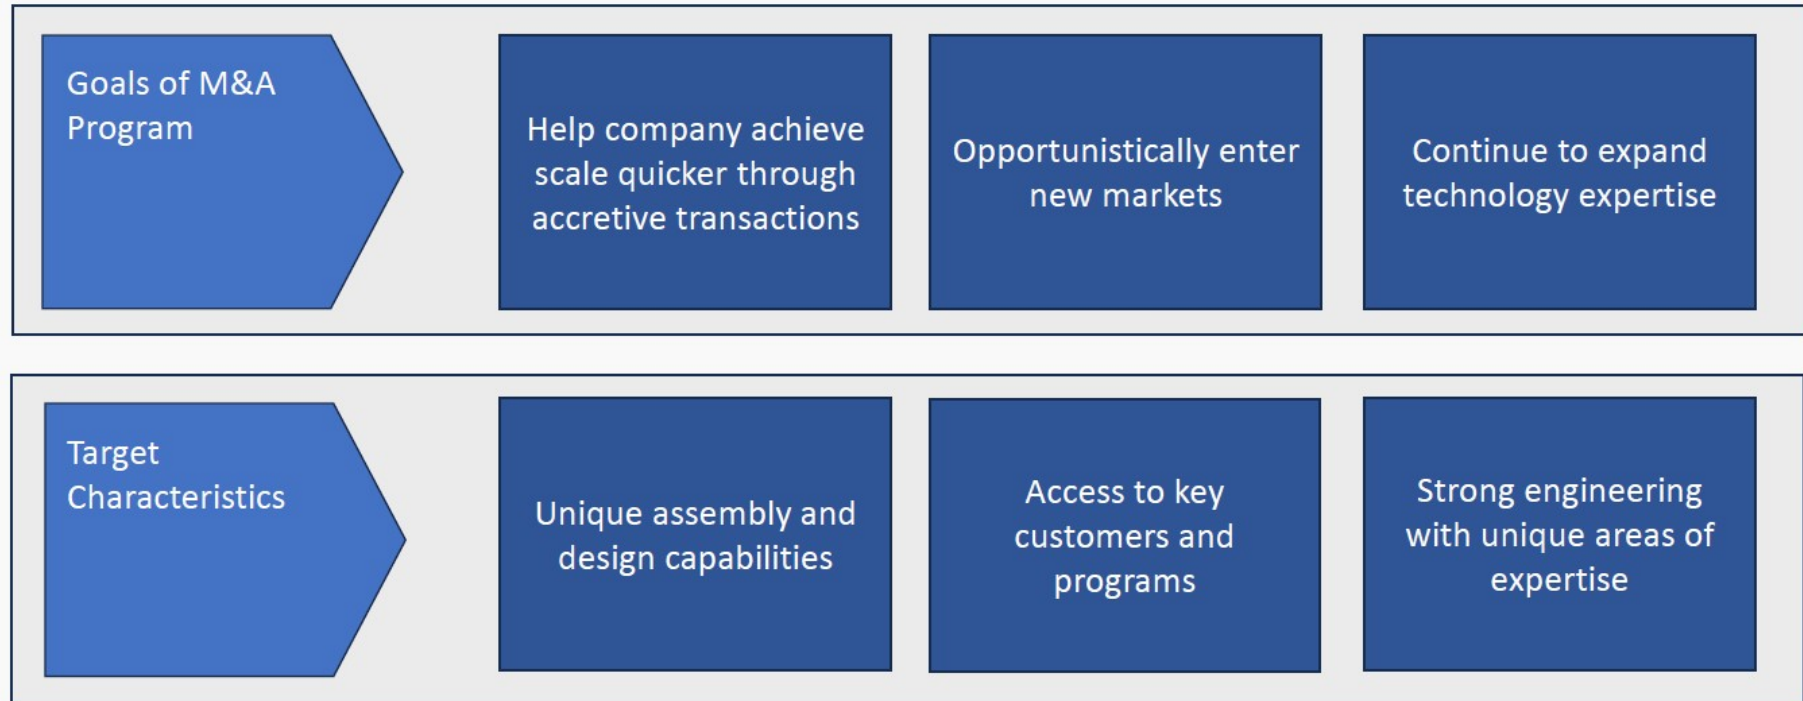 Goals of M&A
Program
Help company achieve
scale quicker through
accretive transactions
Opportunistically enter
new markets
Continue to expand
technology expertise
Target
Characteristics
Unique assembly and
design capabilities
Access to key
customers and
programs
Strong engineering
with unique areas of
expertise